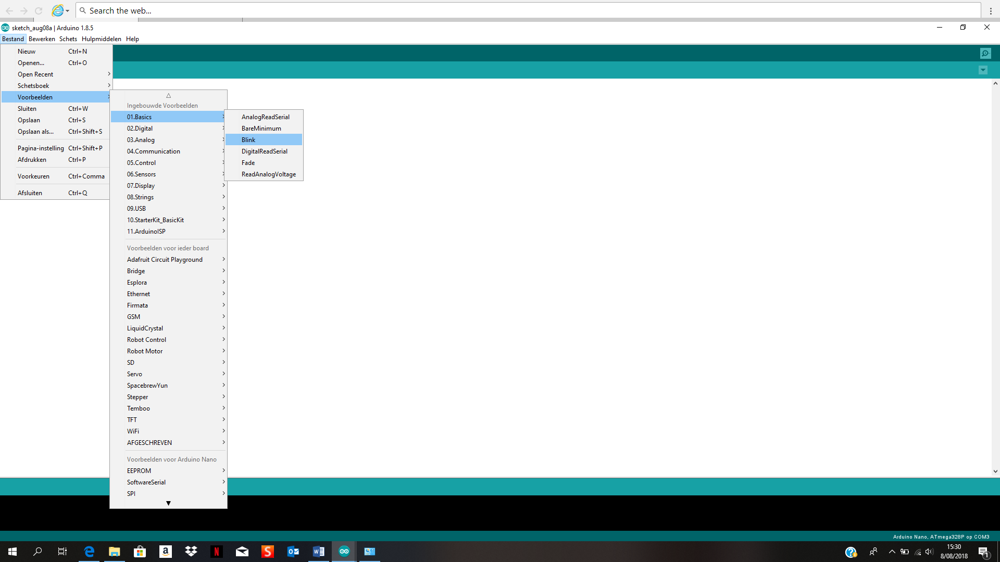 Search the web...
sketch_aug08a | Arduino 1.8.5
Bestand Bewerken Schets Hulpmiddelen Help
Nieuw Ctrl+N
Openen... Ctrl+O
Open Recent
Schetsboek
Voorbeelden
Sluiten Ctrl+W
Opslaan Ctrl+S
Opslaan als... Ctrl+Shift+S
Pagina-instelling Ctrl+Shift+P
Afdrukken Ctrl+P
Voorkeuren Ctrl+Comma
Afsluiten Ctrl+Q
Ingebouwde Voorbeelden
01.Basics
02.Digital
03.Analog
04.Communication
05.Control
06.Sensors
07.Display
08.Strings
09.USB
10.StarterKit_BasicKit
11.ArduinoISP
Voorbeelden voor ieder board
Adafruit Circuit Playground
Bridge
Esplora
Ethernet
Firmata
GSM
LiquidCrystal
Robot Control
Robot Motor
SD
Servo
SpacebrewYun
Stepper
Temboo
TFT
WiFi
AFGESCHREVEN
Voorbeelden voor Arduino Nano
EEPROM
SoftwareSerial
SPI
AnalogReadSerial
BareMinimum
Blink
DigitalReadSerial
Fade
ReadAnalogVoltage
Arduino Nano, ATmega328P op COM3
15:30
8/08/2018
1